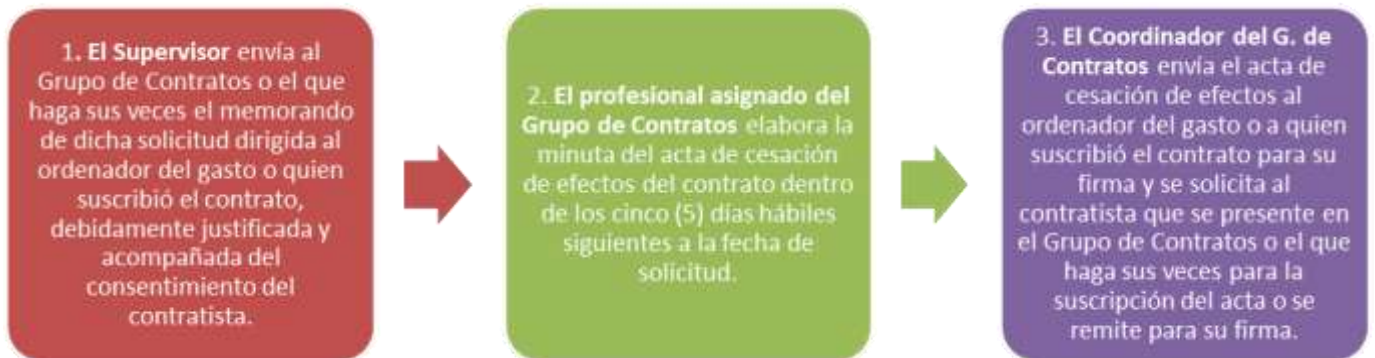 1. El Supervisor envía al
Grupo de Contratos o el que
haga sus veces el memorando
de dicha solicitud dirigida al
ordenador del gasto o quien
suscribió el contrato,
debidamente justificada y
acompañada del
consentimiento del
contratista.
2. El profesional asignado del
Grupo de Contratos elabora la
minuta del acta de cesación
de efectos del contrato dentro
de los cinco (5) días hábiles
siguientes a la fecha de
solicitud.
3. El Coordinador del G. de
Contratos envía el acta de
cesación de efectos al
ordenador del gasto o a quien
suscribió el contrato para su
firma y se solicita al
contratista que se presente en
el Grupo de Contratos o el que
haga sus veces para la
suscripción del acta o se
remite para su firma.